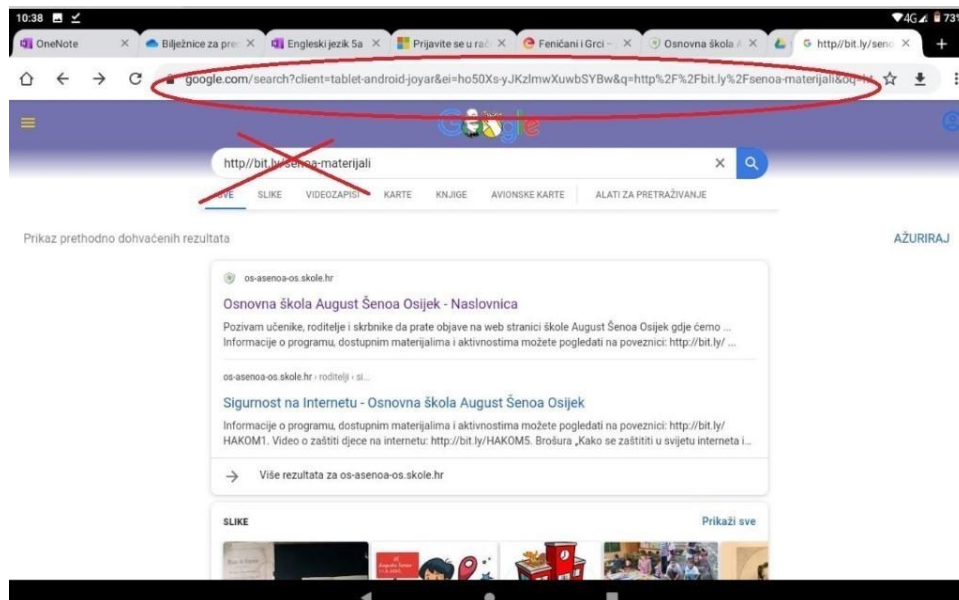 10:38 4G 73%
OneNote Bilježnice za pre Engleski jezik 5a Prijavite se u rač Feničani i Grci – Osnovna škola A http//bit.ly/seno
google.com/search?client=tablet-android-joyar&ei=ho50Xs-yJKzlmwXuwbSYBw&q=http%2F%2Fbit.ly%2Fsenoa-materijali&oq=ht
Google
http//bit.ly/senoa-materijali
SVE SLIKE VIDEOZAPISI KARTE KNJIGE AVIONSKE KARTE ALATI ZA PRETRAŽIVANJE
Prikaz prethodno dohvaćenih rezultata AŽURIRAJ
os-asenoa-os.skole.hr
Osnovna škola August Šenoa Osijek - Naslovnica
Pozivam učenike, roditelje i skrbnike da prate objave na web stranici škole August Šenoa Osijek gdje ćemo ...
Informacije o programu, dostupnim materijalima i aktivnostima možete pogledati na poveznici: http://bit.ly/ ...
os-asenoa-os.skole.hr › roditelji › si...
Sigurnost na Internetu - Osnovna škola August Šenoa Osijek
Informacije o programu, dostupnim materijalima i aktivnostima možete pogledati na poveznici: http://bit.ly/
HAKOM1. Video o zaštiti djece na internetu: http://bit.ly/HAKOM5. Brošura „Kako se zaštititi u svijetu interneta i...
Više rezultata za os-asenoa-os.skole.hr
SLIKE Prikaži sve